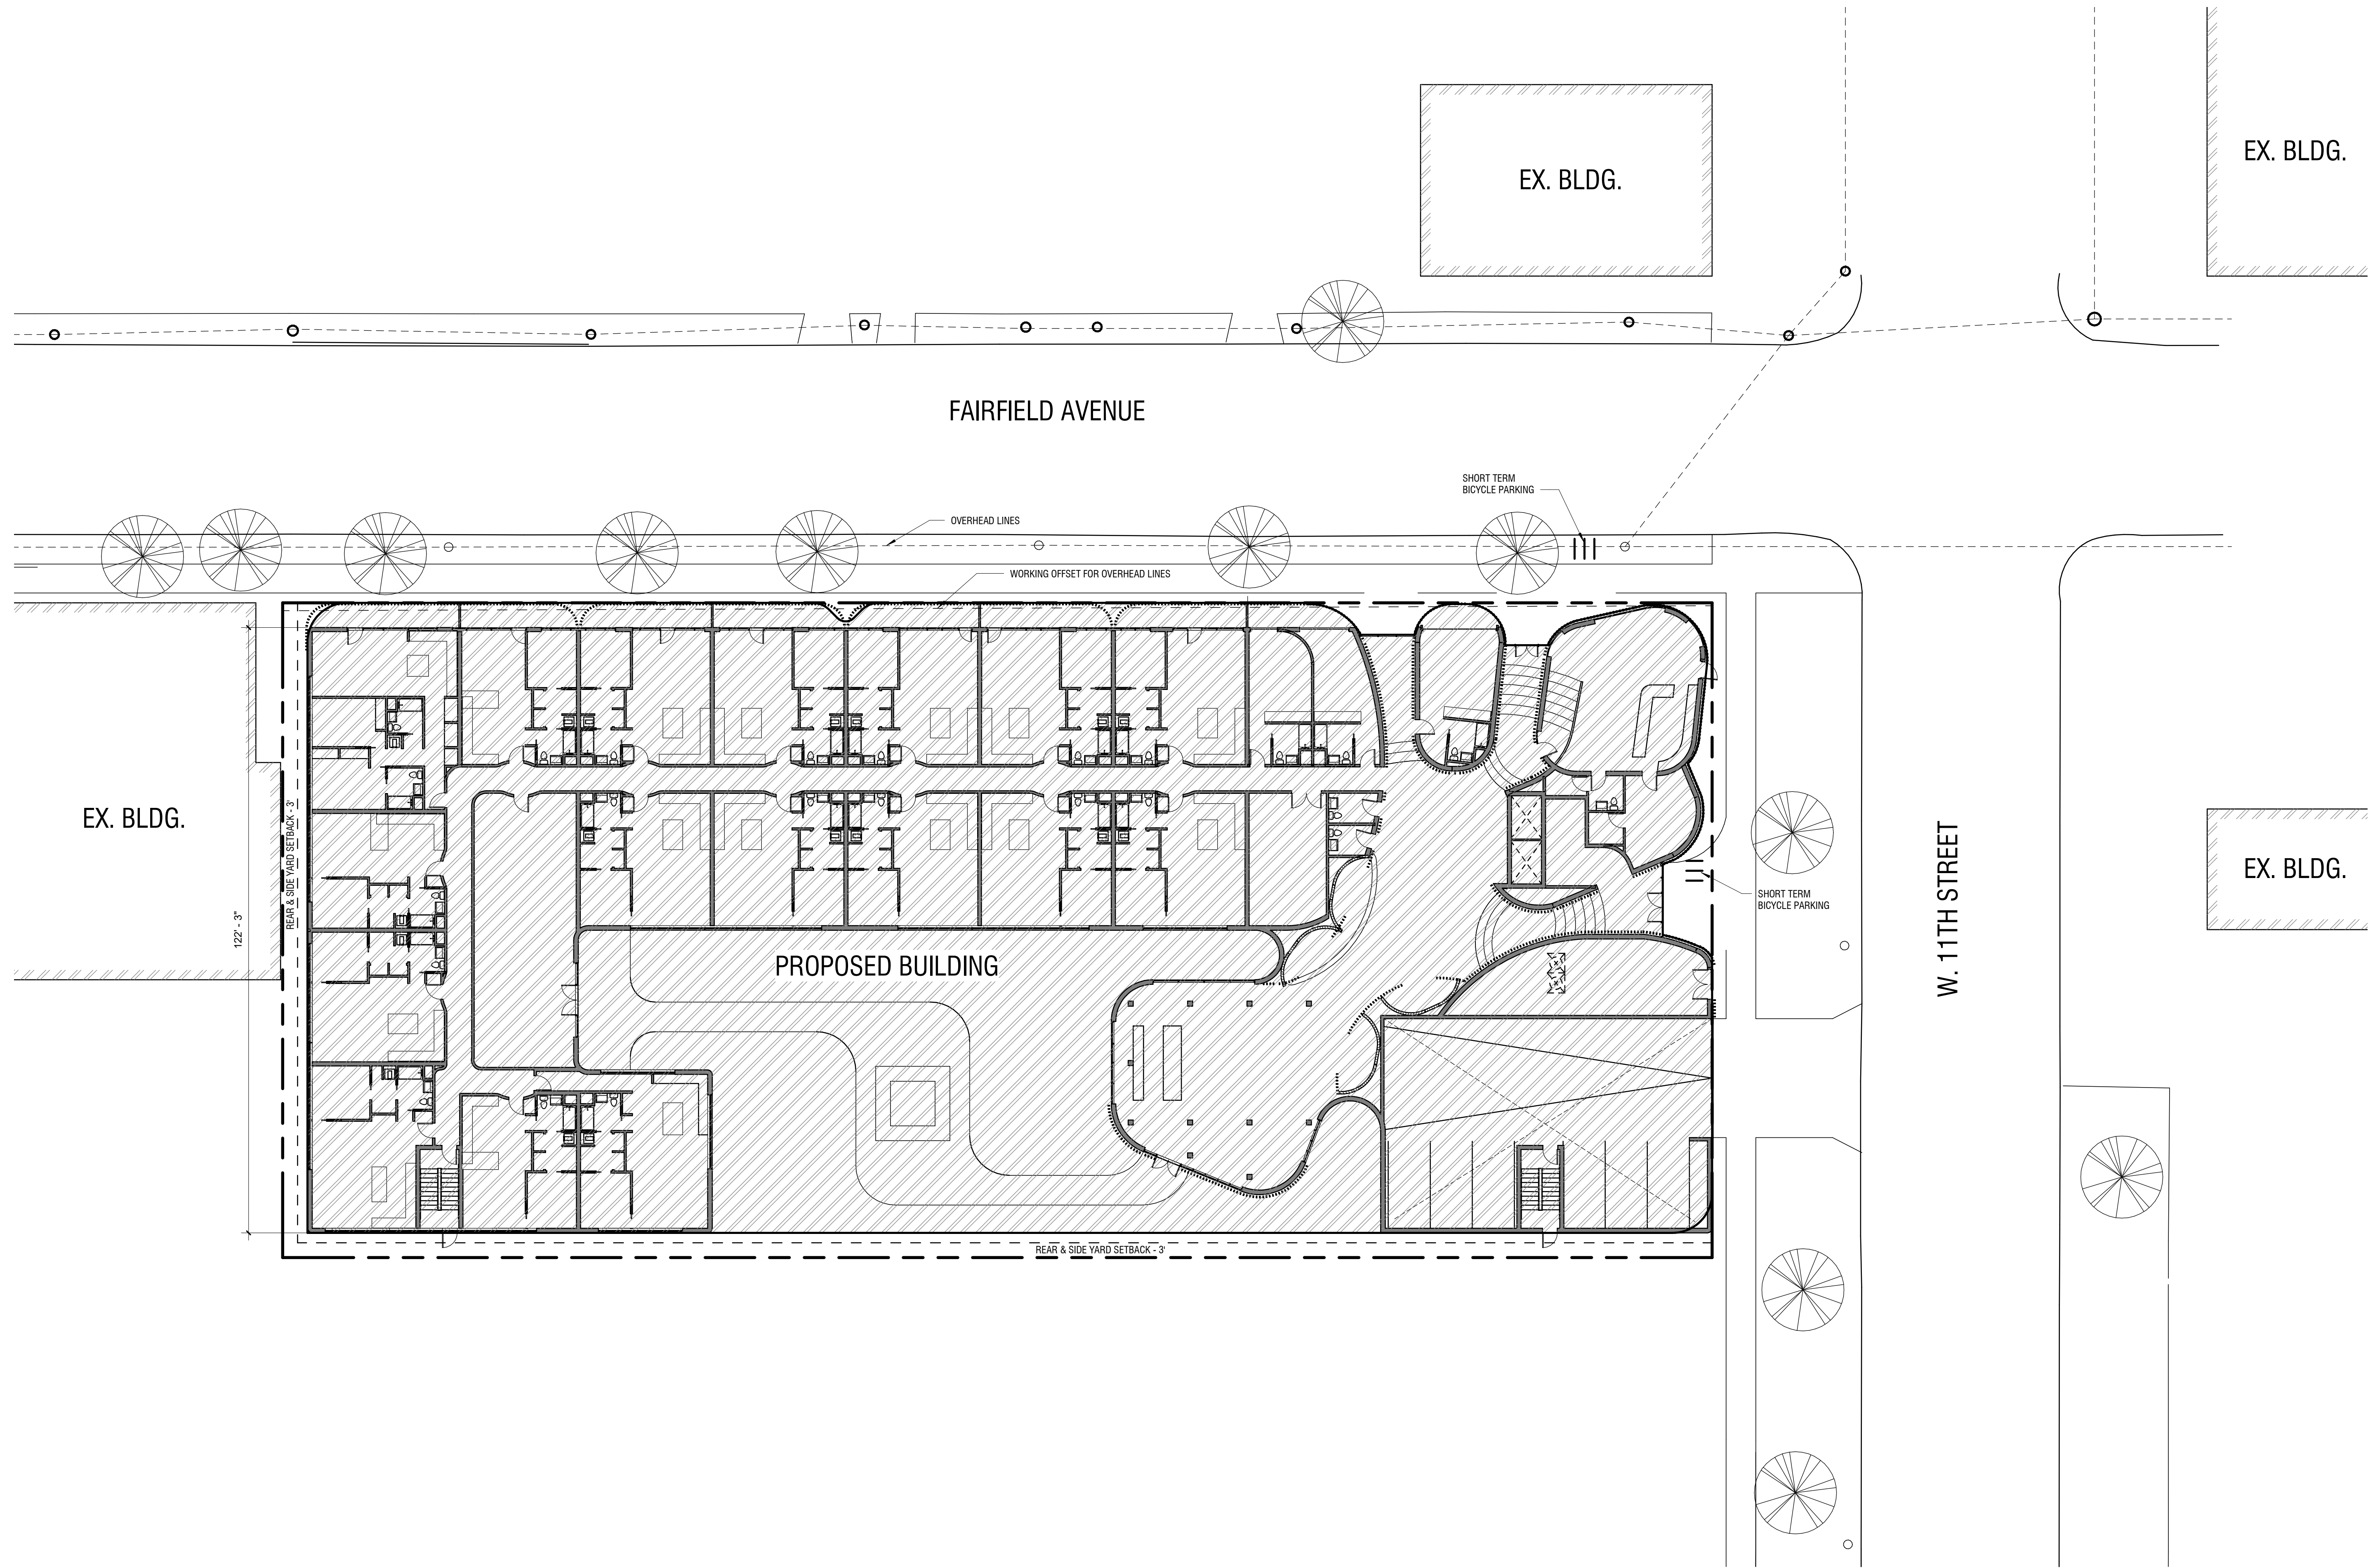 EX. BLDG.
EX. BLDG.
FAIRFIELD AVENUE
SHORT TERM
BICYCLE PARKING
OVERHEAD LINES
WORKING OFFSET FOR OVERHEAD LINES
EX. BLDG.
REAR & SIDE YARD SETBACK - 3'
122' - 3"
PROPOSED BUILDING
SHORT TERM
BICYCLE PARKING
W. 11TH STREET
EX. BLDG.
REAR & SIDE YARD SETBACK - 3'